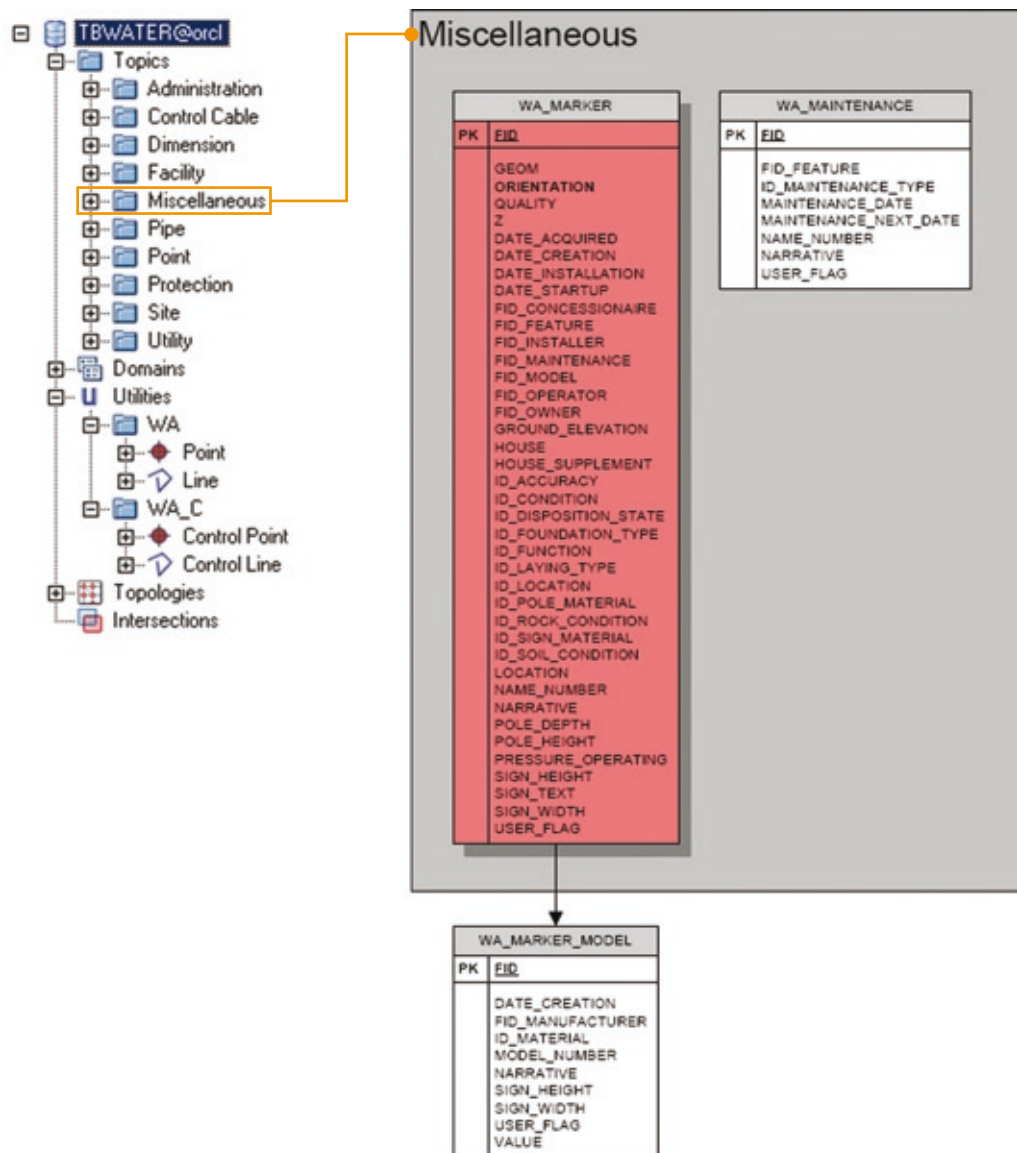 TBWATER@orcl
Topics
Administration
Control Cable
Dimension
Facility
Miscellaneous
Pipe
Point
Protection
Site
Utility
Domains
U Utilities
WA
Point
Line
WA_C
Control Point
Control Line
Topologies
Intersections
Miscellaneous
WA_MARKER
PK FID
GEOM
ORIENTATION
QUALITY
Z
DATE_ACQUIRED
DATE_CREATION
DATE_INSTALLATION
DATE_STARTUP
FID_CONCESSIONAIRE
FID_FEATURE
FID_INSTALLER
FID_MAINTENANCE
FID_MODEL
FID_OPERATOR
FID_OWNER
GROUND_ELEVATION
HOUSE
HOUSE_SUPPLEMENT
ID_ACCURACY
ID_CONDITION
ID_DISPOSITION_STATE
ID_FOUNDATION_TYPE
ID_FUNCTION
ID_LAYING_TYPE
ID_LOCATION
ID_POLE_MATERIAL
ID_ROCK_CONDITION
ID_SIGN_MATERIAL
ID_SOIL_CONDITION
LOCATION
NAME_NUMBER
NARRATIVE
POLE_DEPTH
POLE_HEIGHT
PRESSURE_OPERATING
SIGN_HEIGHT
SIGN_TEXT
SIGN_WIDTH
USER_FLAG
WA_MAINTENANCE
PK FID
FID_FEATURE
ID_MAINTENANCE_TYPE
MAINTENANCE_DATE
MAINTENANCE_NEXT_DATE
NAME_NUMBER
NARRATIVE
USER_FLAG
WA_MARKER_MODEL
PK FID
DATE_CREATION
FID_MANUFACTURER
ID_MATERIAL
MODEL_NUMBER
NARRATIVE
SIGN_HEIGHT
SIGN_WIDTH
USER_FLAG
VALUE